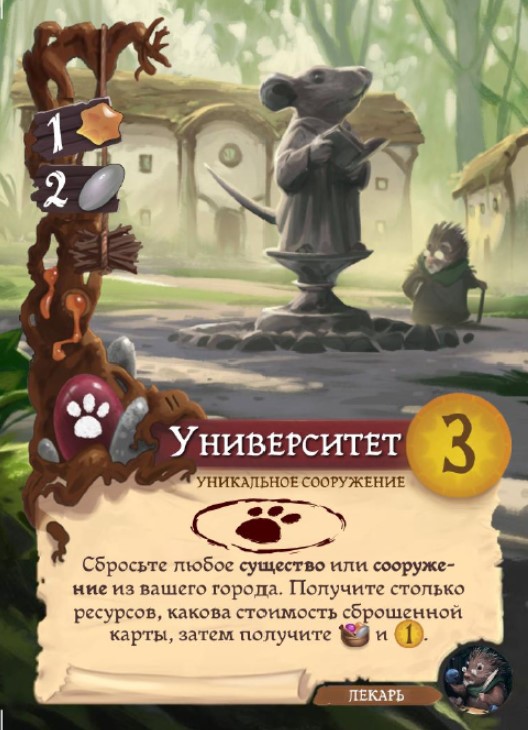 1
2
Университет
3
уникальное сооружение
Сбросьте любое существо или сооруже-
ние из вашего города. Получите столько
ресурсов, какова стоимость сброшенной
карты, затем получите и 1.
Лекарь